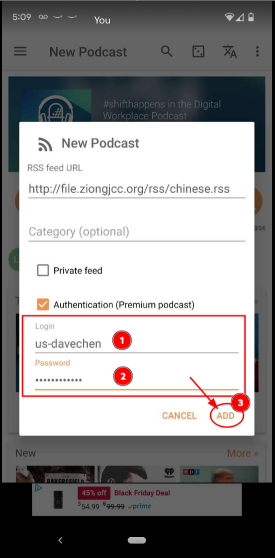 5:09
You
New Podcast
#shifthappens in the Digital
Workplace Podcast
New Podcast
RSS feed URL
http://file.ziongjcc.org/rss/chinese.rss
Category (optional)
Private feed
Authentication (Premium podcast)
Login
us-davechen
1
Password
••••••••••••
2
3
CANCEL
ADD
New
More »
45% off
Black Friday Deal
$54.99
$99.99
prime